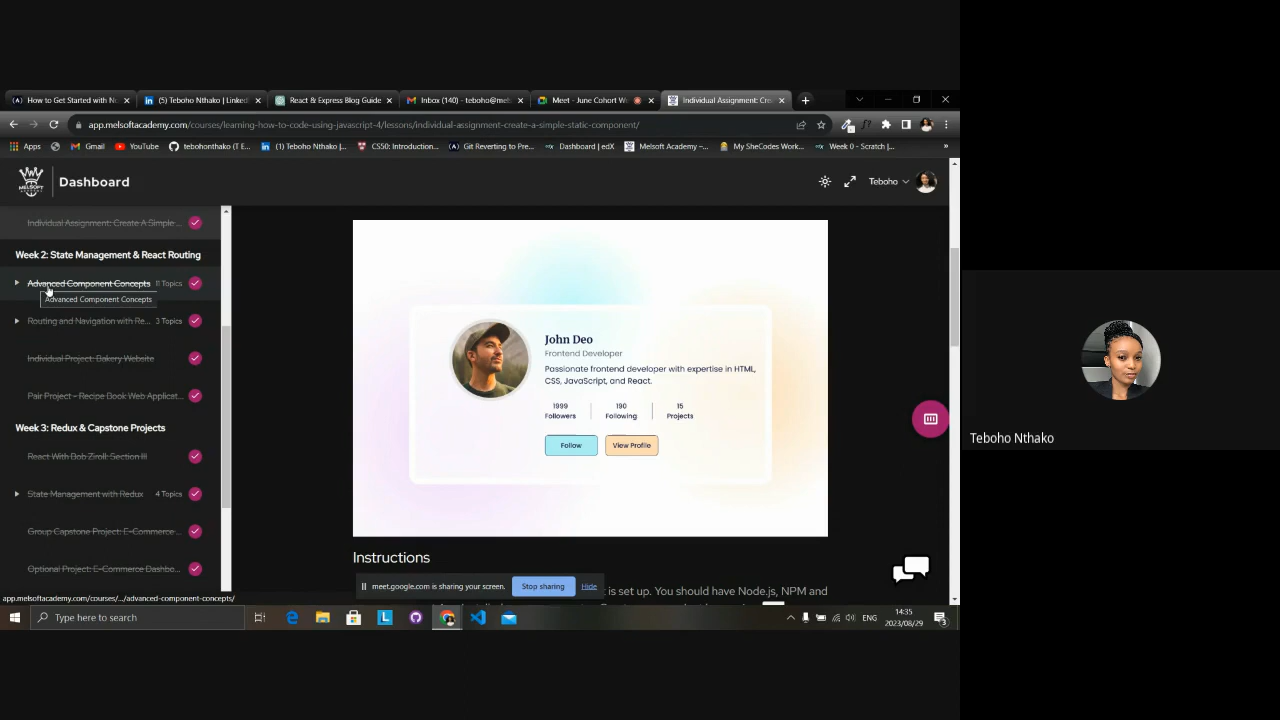 How to Get Started with No
(5) Teboho Nthako | LinkedI
React & Express Blog Guide
Inbox (140) - teboho@mel
Meet - June Cohort W
Individual Assignment: Cre
app.melsoftacademy.com/courses/learning-how-to-code-using-javascript-4/lessons/individual-assignment-create-a-simple-static-component/
Apps
Gmail
YouTube
tebohonthako (T E...
(1) Teboho Nthako |...
CS50: Introduction...
Git Reverting to Pre...
Dashboard | edX
Melsoft Academy –...
My SheCodes Work...
Week 0 - Scratch |...
»
MELSOFT
Dashboard
Teboho
Individual Assignment: Create A Simple ...
Week 2: State Management & React Routing
Advanced Component Concepts 11 Topics
Advanced Component Concepts
Routing and Navigation with Re... 3 Topics
Individual Project: Bakery Website
Pair Project - Recipe Book Web Applicat...
Week 3: Redux & Capstone Projects
React With Bob Ziroll: Section III
State Management with Redux 4 Topics
Group Capstone Project: E-Commerce ...
Optional Project: E-Commerce Dashbo...
John Deo
Frontend Developer
Passionate frontend developer with expertise in HTML,
CSS, JavaScript, and React.
1999 190 15
Followers Following Projects
Follow View Profile
Instructions
meet.google.com is sharing your screen. Stop sharing Hide
t is set up. You should have Node.js, NPM and
app.melsoftacademy.com/courses/.../advanced-component-concepts/
Type here to search
ENG
14:35
2023/08/29
3
Teboho Nthako